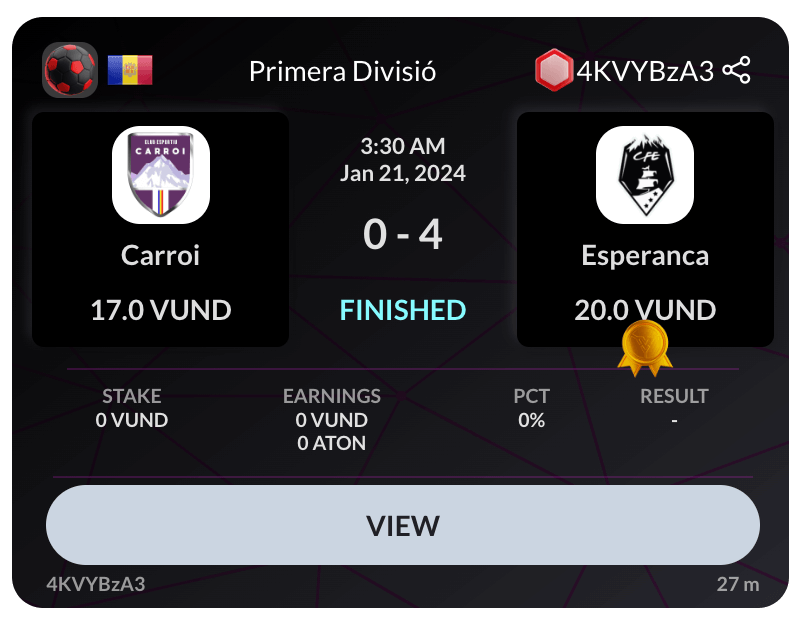 Primera Divisió
4KVYBzA3
CLUB ESPORTIU
CARROI
Carroi
17.0 VUND
3:30 AM
Jan 21, 2024
0 - 4
FINISHED
CFE
Esperanca
20.0 VUND
STAKE
0 VUND
EARNINGS
0 VUND
0 ATON
PCT
0%
RESULT
-
VIEW
4KVYBzA3
27 m